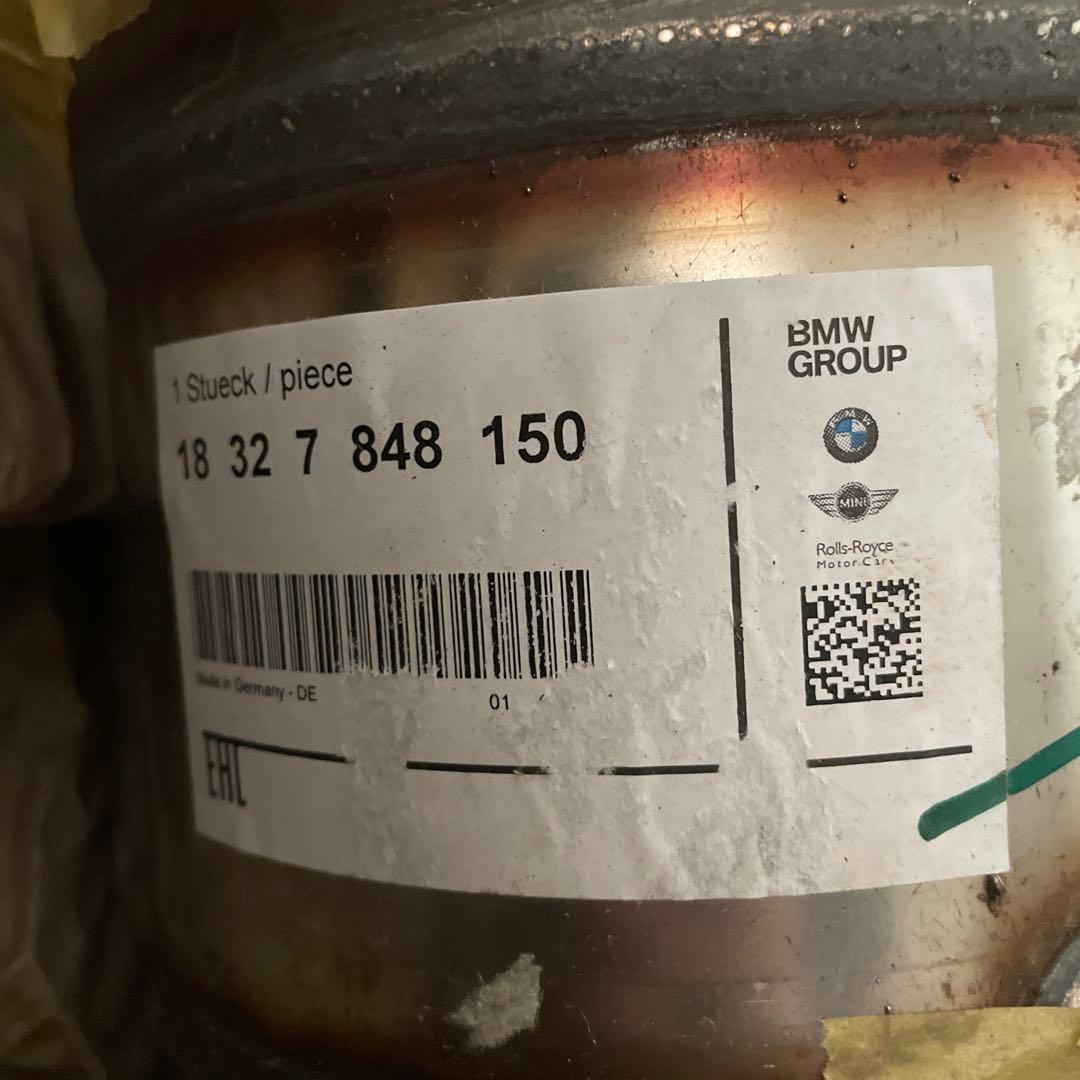 1 Stueck / piece
18 32 7 848 150
Made in Germany - DE
01
EAC
BMW
GROUP
BMW
MINI
Rolls-Royce
Motor Cars